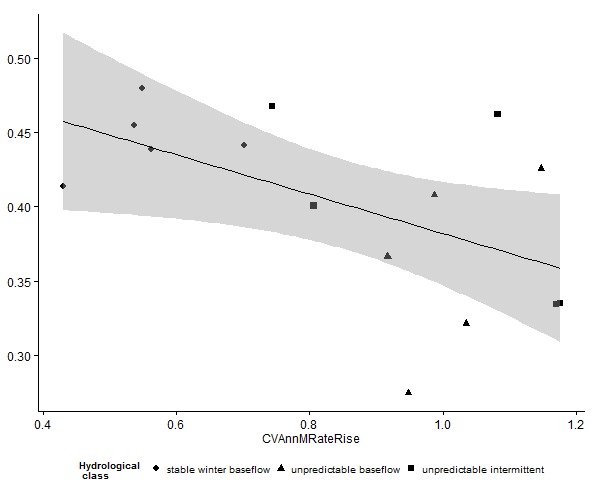 0.50
0.45
0.40
0.35
0.30
0.4 0.6 0.8 1.0 1.2
CVAnnMRateRise
Hydrological
class
stable winter baseflow unpredictable baseflow unpredictable intermittent